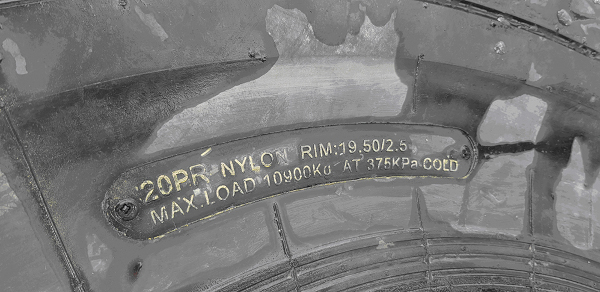 20PR NYLON RIM:19.50/2.5
MAX.LOAD 10900KG AT 375KPa COLD